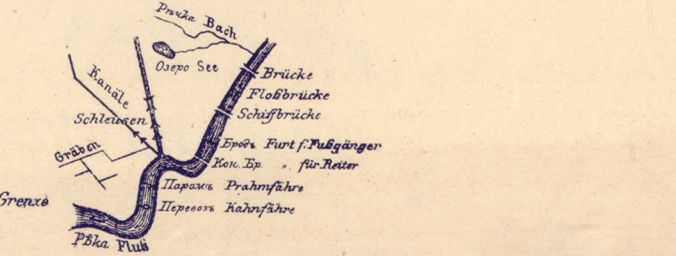 Рѣчка Bach
Озеро See
Kanäle
Brücke
Floßbrücke
Schleusen
Schiffbrücke
Gräben
Бродъ Furt f. Fußgänger
Кон. Бр. „ für Reiter
Паромъ Prahmfähre
Grenze
Перевозъ Kahnfähre
Рѣка Fluß